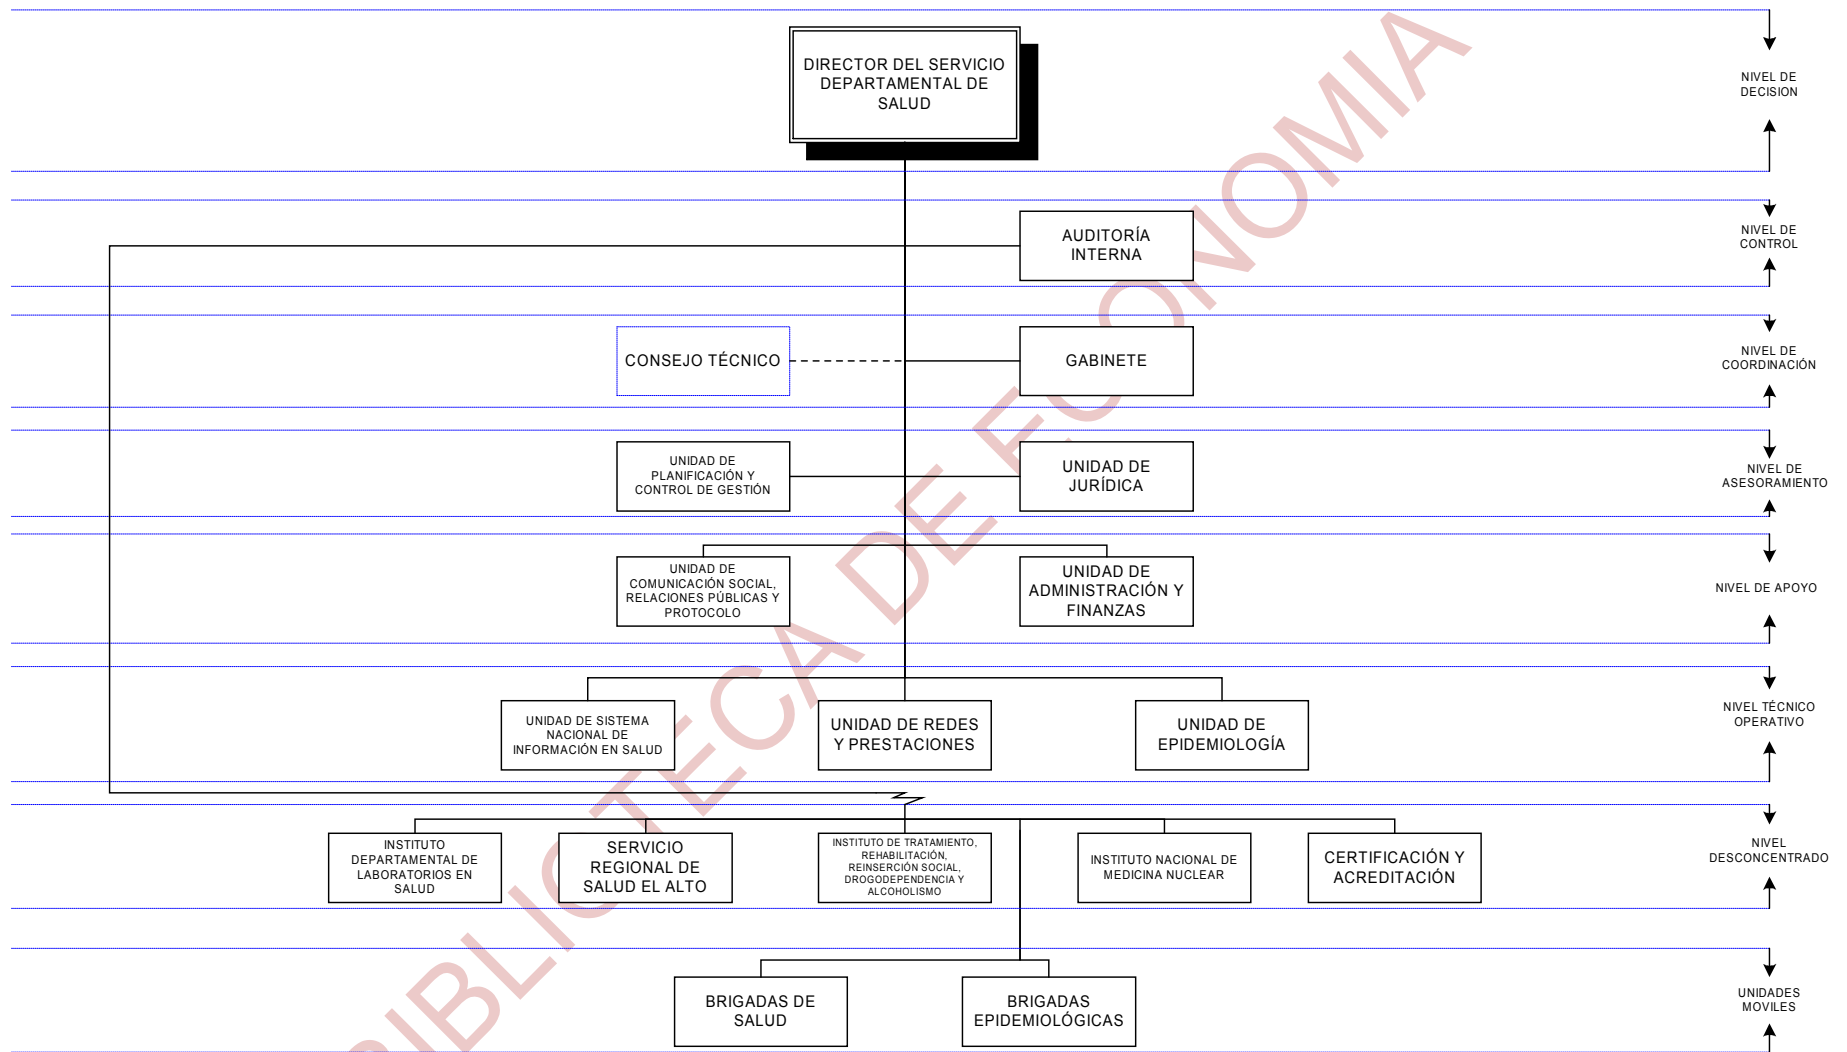 DIRECTOR DEL SERVICIO
DEPARTAMENTAL DE
SALUD
NIVEL DE
DECISION
AUDITORÍA
INTERNA
NIVEL DE
CONTROL
CONSEJO TÉCNICO
GABINETE
NIVEL DE
COORDINACIÓN
UNIDAD DE
PLANIFICACIÓN Y
CONTROL DE GESTIÓN
UNIDAD DE
JURÍDICA
NIVEL DE
ASESORAMIENTO
UNIDAD DE
COMUNICACIÓN SOCIAL,
RELACIONES PÚBLICAS Y
PROTOCOLO
UNIDAD DE
ADMINISTRACIÓN Y
FINANZAS
NIVEL DE APOYO
UNIDAD DE SISTEMA
NACIONAL DE
INFORMACIÓN EN SALUD
UNIDAD DE REDES
Y PRESTACIONES
UNIDAD DE
EPIDEMIOLOGÍA
NIVEL TÉCNICO
OPERATIVO
INSTITUTO
DEPARTAMENTAL DE
LABORATORIOS EN
SALUD
SERVICIO
REGIONAL DE
SALUD EL ALTO
INSTITUTO DE TRATAMIENTO,
REHABILITACIÓN,
REINSERCIÓN SOCIAL,
DROGODEPENDENCIA Y
ALCOHOLISMO
INSTITUTO NACIONAL DE
MEDICINA NUCLEAR
CERTIFICACIÓN Y
ACREDITACIÓN
NIVEL
DESCONCENTRADO
BRIGADAS DE
SALUD
BRIGADAS
EPIDEMIOLÓGICAS
UNIDADES
MOVILES
BIBLIOTECA DE ECONOMIA